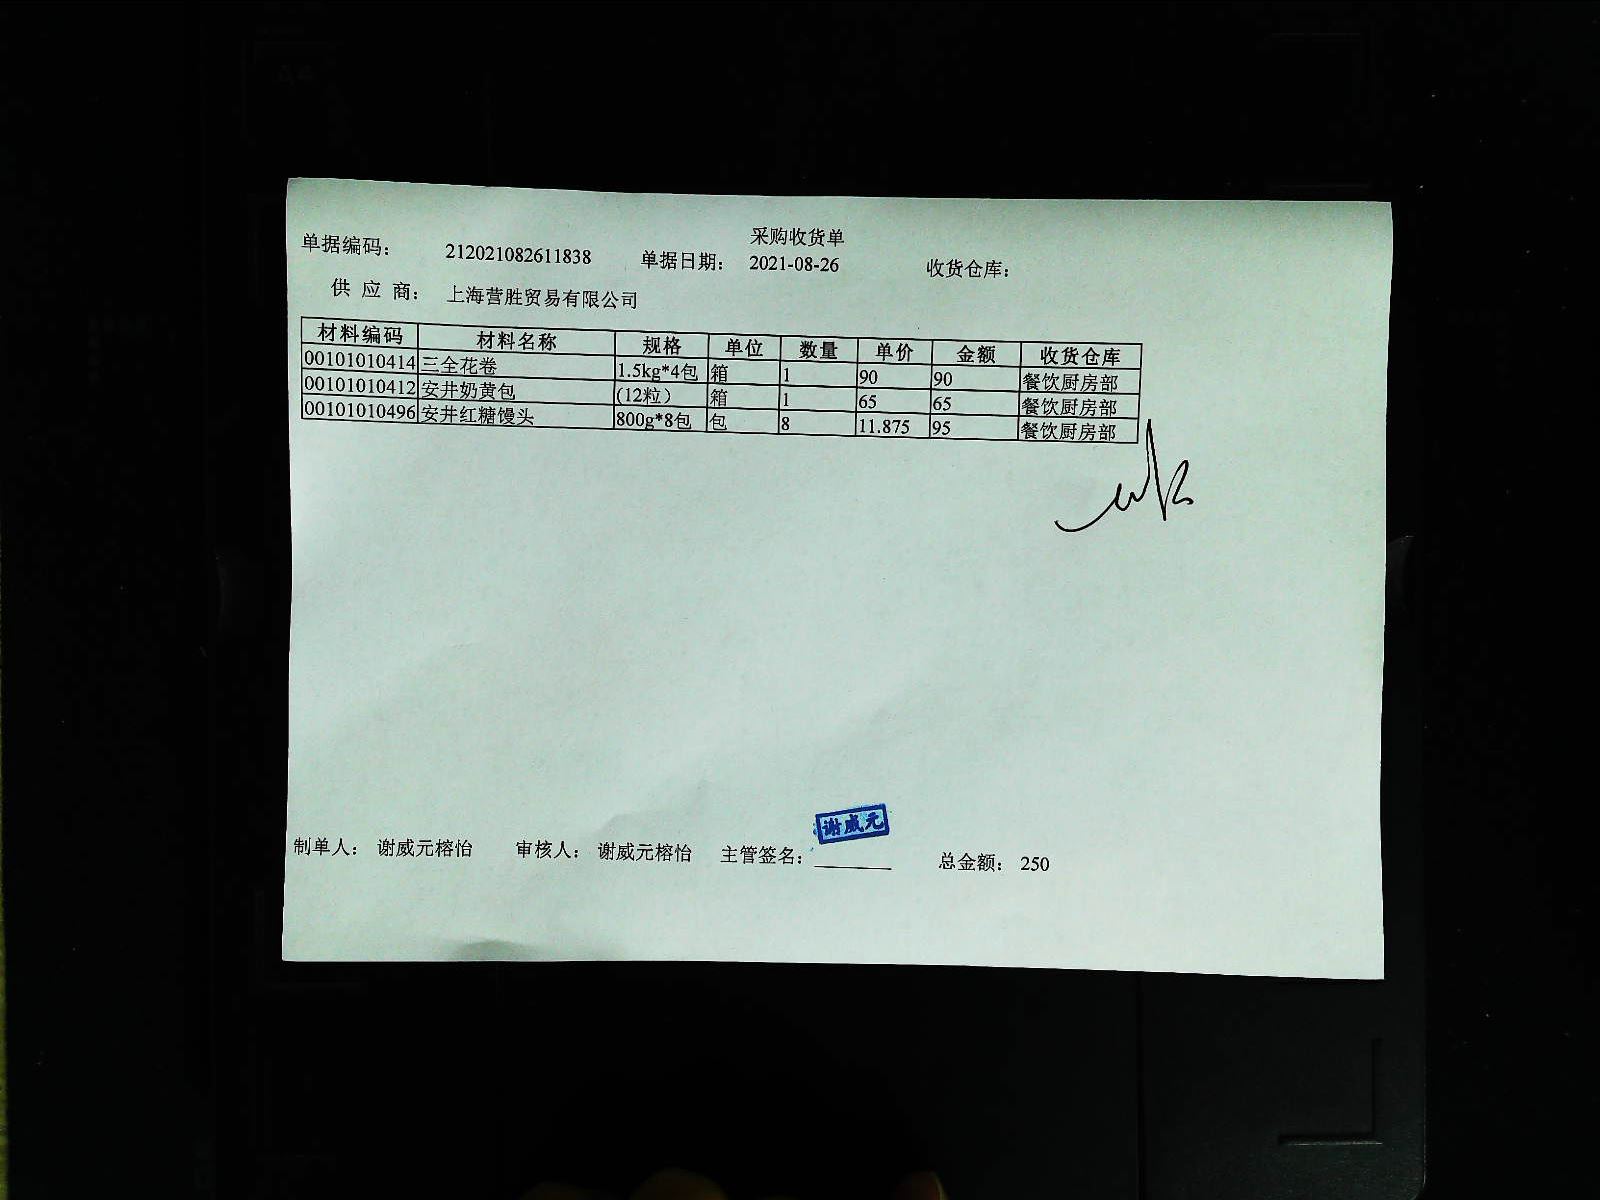 采购收货单
单据编码： 212021082611838 单据日期： 2021-08-26 收货仓库：
供 应 商： 上海营胜贸易有限公司
材料编码 材料名称 规格 单位 数量 单价 金额 收货仓库
00101010414 三全花卷 1.5kg*4包 箱 1 90 90 餐饮厨房部
00101010412 安井奶黄包 (12粒） 箱 1 65 65 餐饮厨房部
00101010496 安井红糖馒头 800g*8包 包 8 11.875 95 餐饮厨房部
谢威元
制单人： 谢威元榕怡 审核人： 谢威元榕怡 主管签名： 总金额： 250